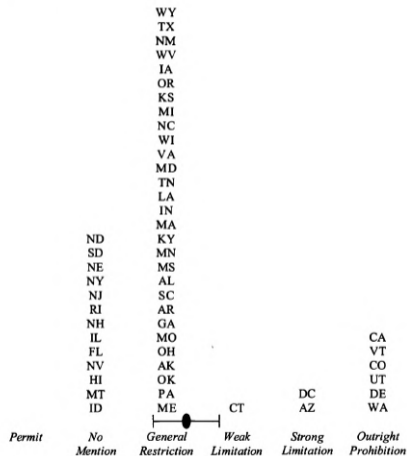 WY
TX
NM
WV
IA
OR
KS
MI
NC
WI
VA
MD
TN
LA
IN
MA
ND KY
SD MN
NE MS
NY AL
NJ SC
RI AR
NH GA
IL MO CA
FL OH VT
NV AK CO
HI OK UT
MT PA DC DE
ID ME CT AZ WA
Permit No Mention General Restriction Weak Limitation Strong Limitation Outright Prohibition